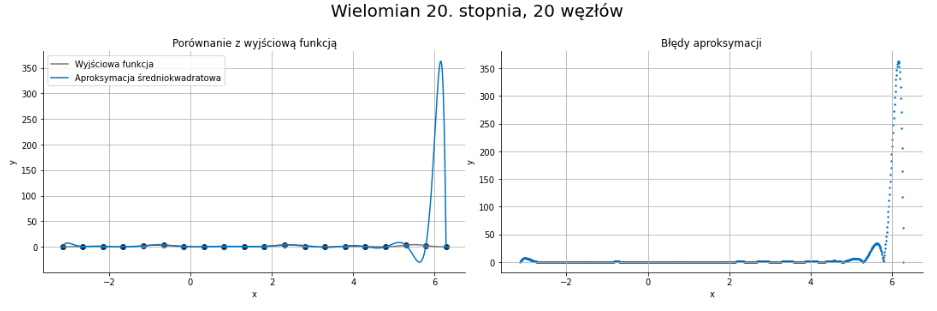 Wielomian 20. stopnia, 20 węzłów
Porównanie z wyjściową funkcją
Wyjściowa funkcja
Aproksymacja średniokwadratowa
350
300
250
200
150
100
50
0
y
−2
0
2
4
6
x
Błędy aproksymacji
350
300
250
200
150
100
50
0
y
−2
0
2
4
6
x